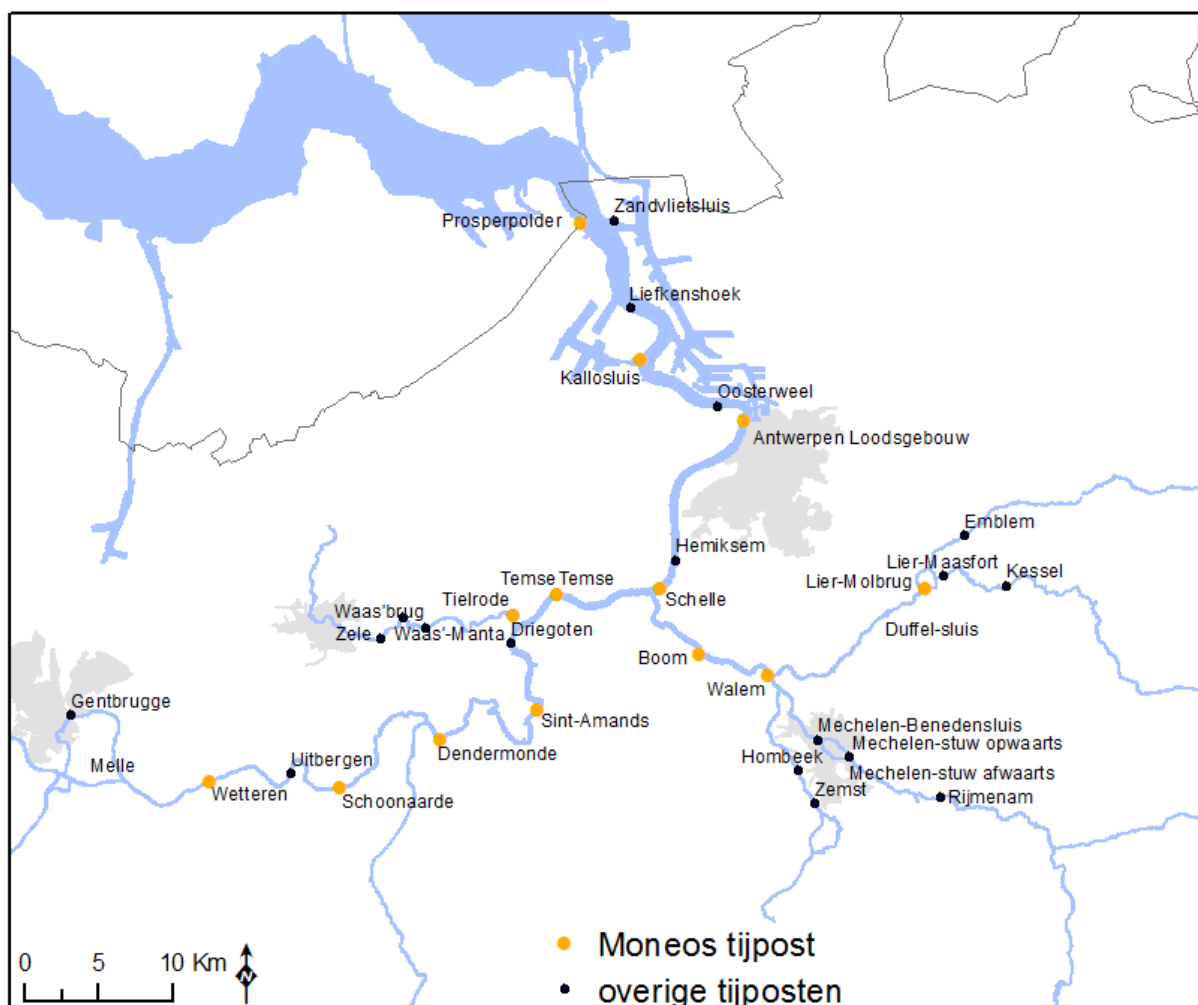 Zandvlietsluis
Prosperpolder
Liefkenshoek
Kallosluis
Oosterweel
Antwerpen Loodsgebouw
Emblem
Hemiksem
Lier-Maasfort
Kessel
Lier-Molbrug
Temse Temse
Schelle
Tielrode
Waas'brug
Zele
Waas'-Manta
Driegoten
Duffel-sluis
Boom
Walem
Gentbrugge
Sint-Amands
Mechelen-Benedensluis
Mechelen-stuw opwaarts
Dendermonde
Hombeek
Uitbergen
Melle
Mechelen-stuw afwaarts
Wetteren
Schoonaarde
Zemst
Rijmenam
Moneos tijpost
0 5 10 Km
N
overige tijposten